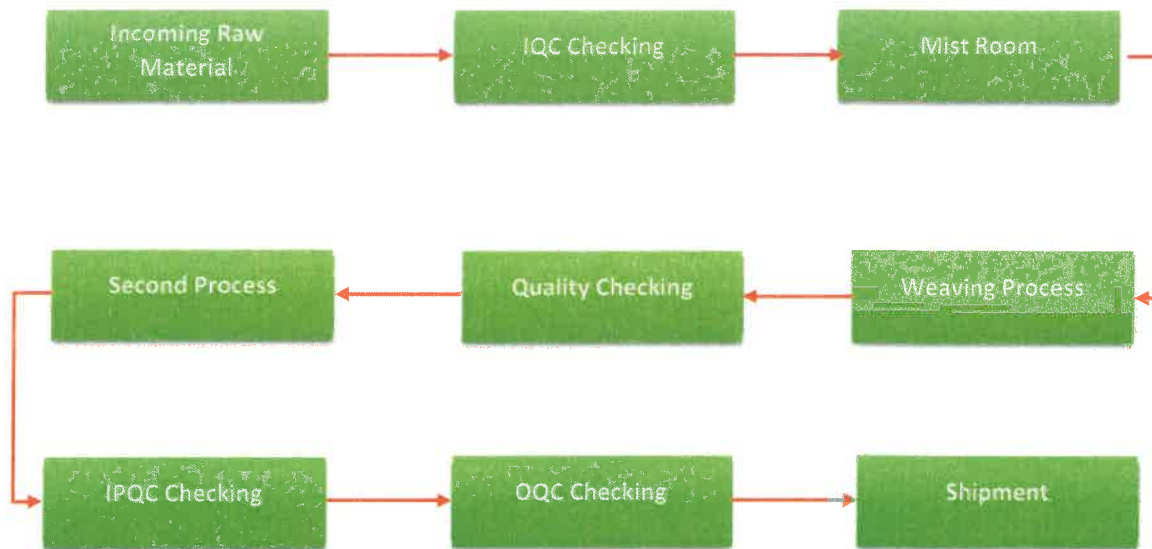 Incoming Raw
Material
IQC Checking
Mist Room
Weaving Process
Quality Checking
Second Process
IPQC Checking
OQC Checking
Shipment